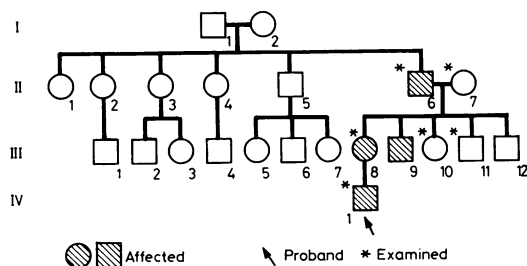 I
1 2
* *
II
1 2 3 4 5 6 7
* * *
III
1 2 3 4 5 6 7 8 9 10 11 12
*
IV
1
Affected Proband * Examined